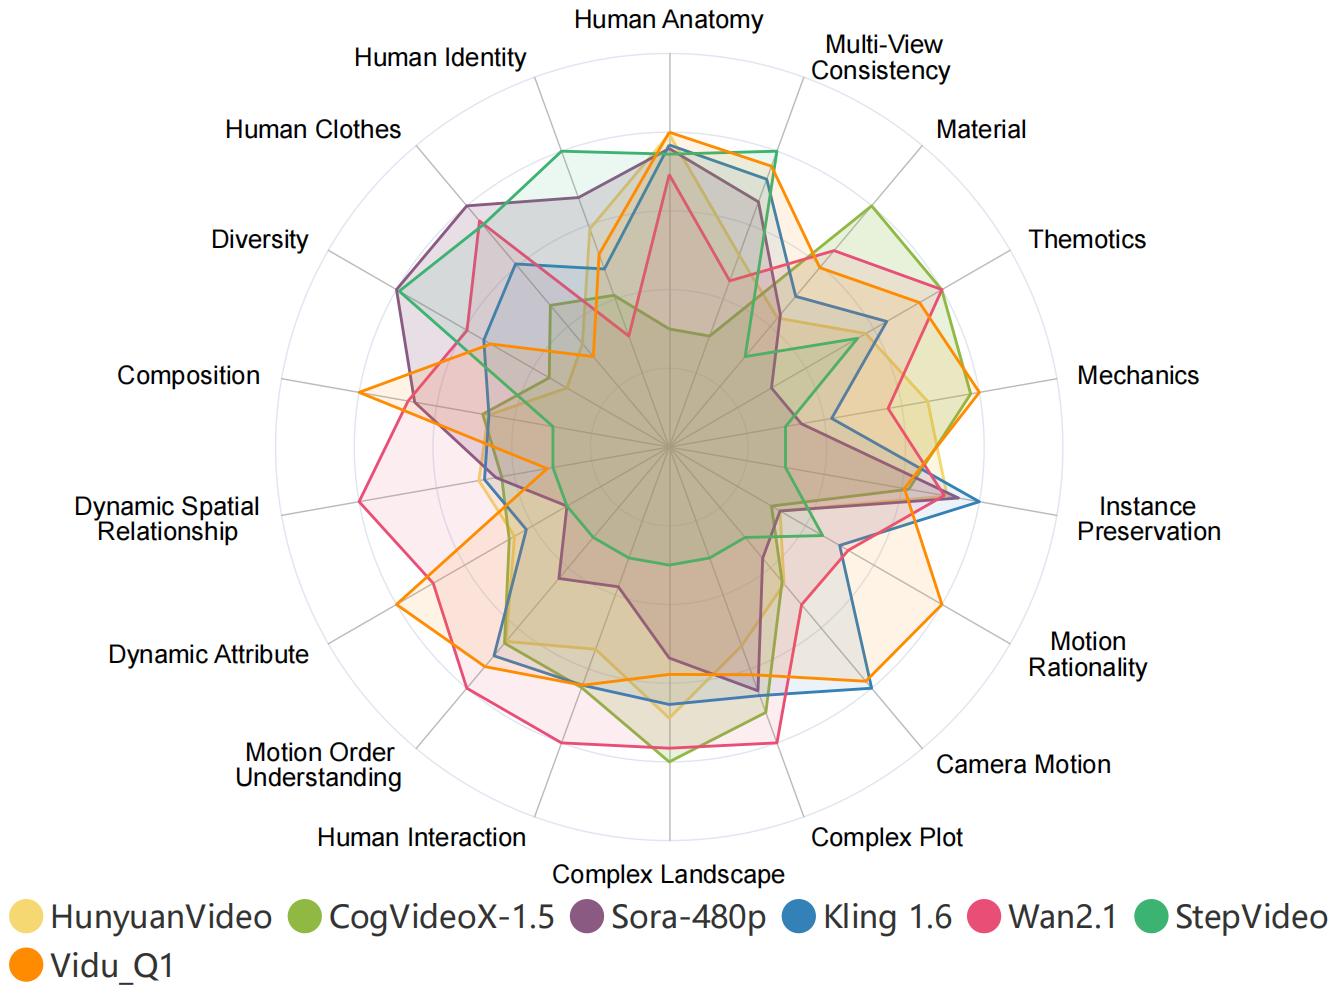 Human Anatomy
Multi-View
Consistency
Material
Themotics
Mechanics
Instance
Preservation
Motion
Rationality
Camera Motion
Complex Plot
Complex Landscape
Human Interaction
Motion Order
Understanding
Dynamic Attribute
Dynamic Spatial
Relationship
Composition
Diversity
Human Clothes
Human Identity
HunyuanVideo CogVideoX-1.5 Sora-480p Kling 1.6 Wan2.1 StepVideo
Vidu_Q1